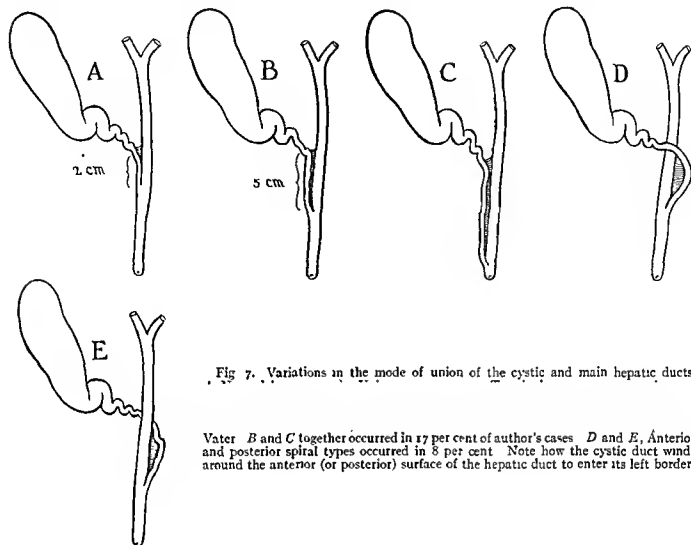 A
B
C
D
2 cm
5 cm
E
Fig 7. Variations in the mode of union of the cystic and main hepatic ducts
Vater B and C together occurred in 17 per cent of author's cases D and E, Anterio
and posterior spiral types occurred in 8 per cent Note how the cystic duct wind
around the anterior (or posterior) surface of the hepatic duct to enter its left border